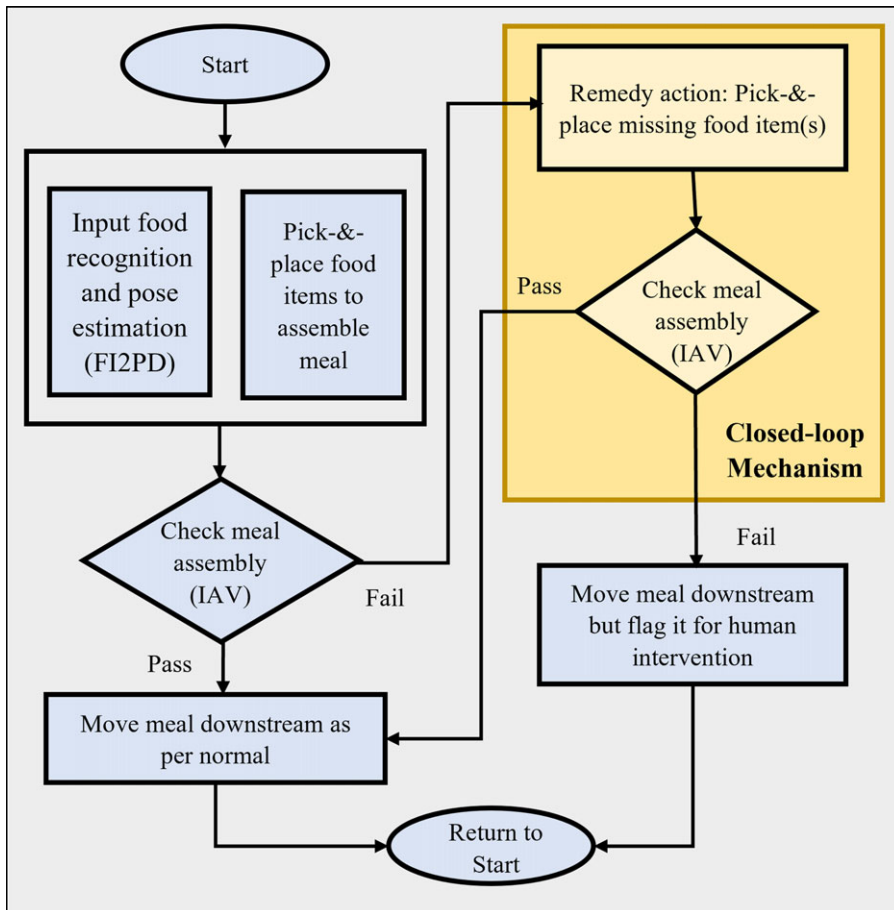 Start
Input food
recognition
and pose
estimation
(FI2PD)
Pick-&-
place food
items to
assemble
meal
Check meal
assembly
(IAV)
Fail
Pass
Move meal downstream as
per normal
Remedy action: Pick-&-
place missing food item(s)
Pass
Check meal
assembly
(IAV)
Closed-loop
Mechanism
Fail
Move meal downstream
but flag it for human
intervention
Return to
Start